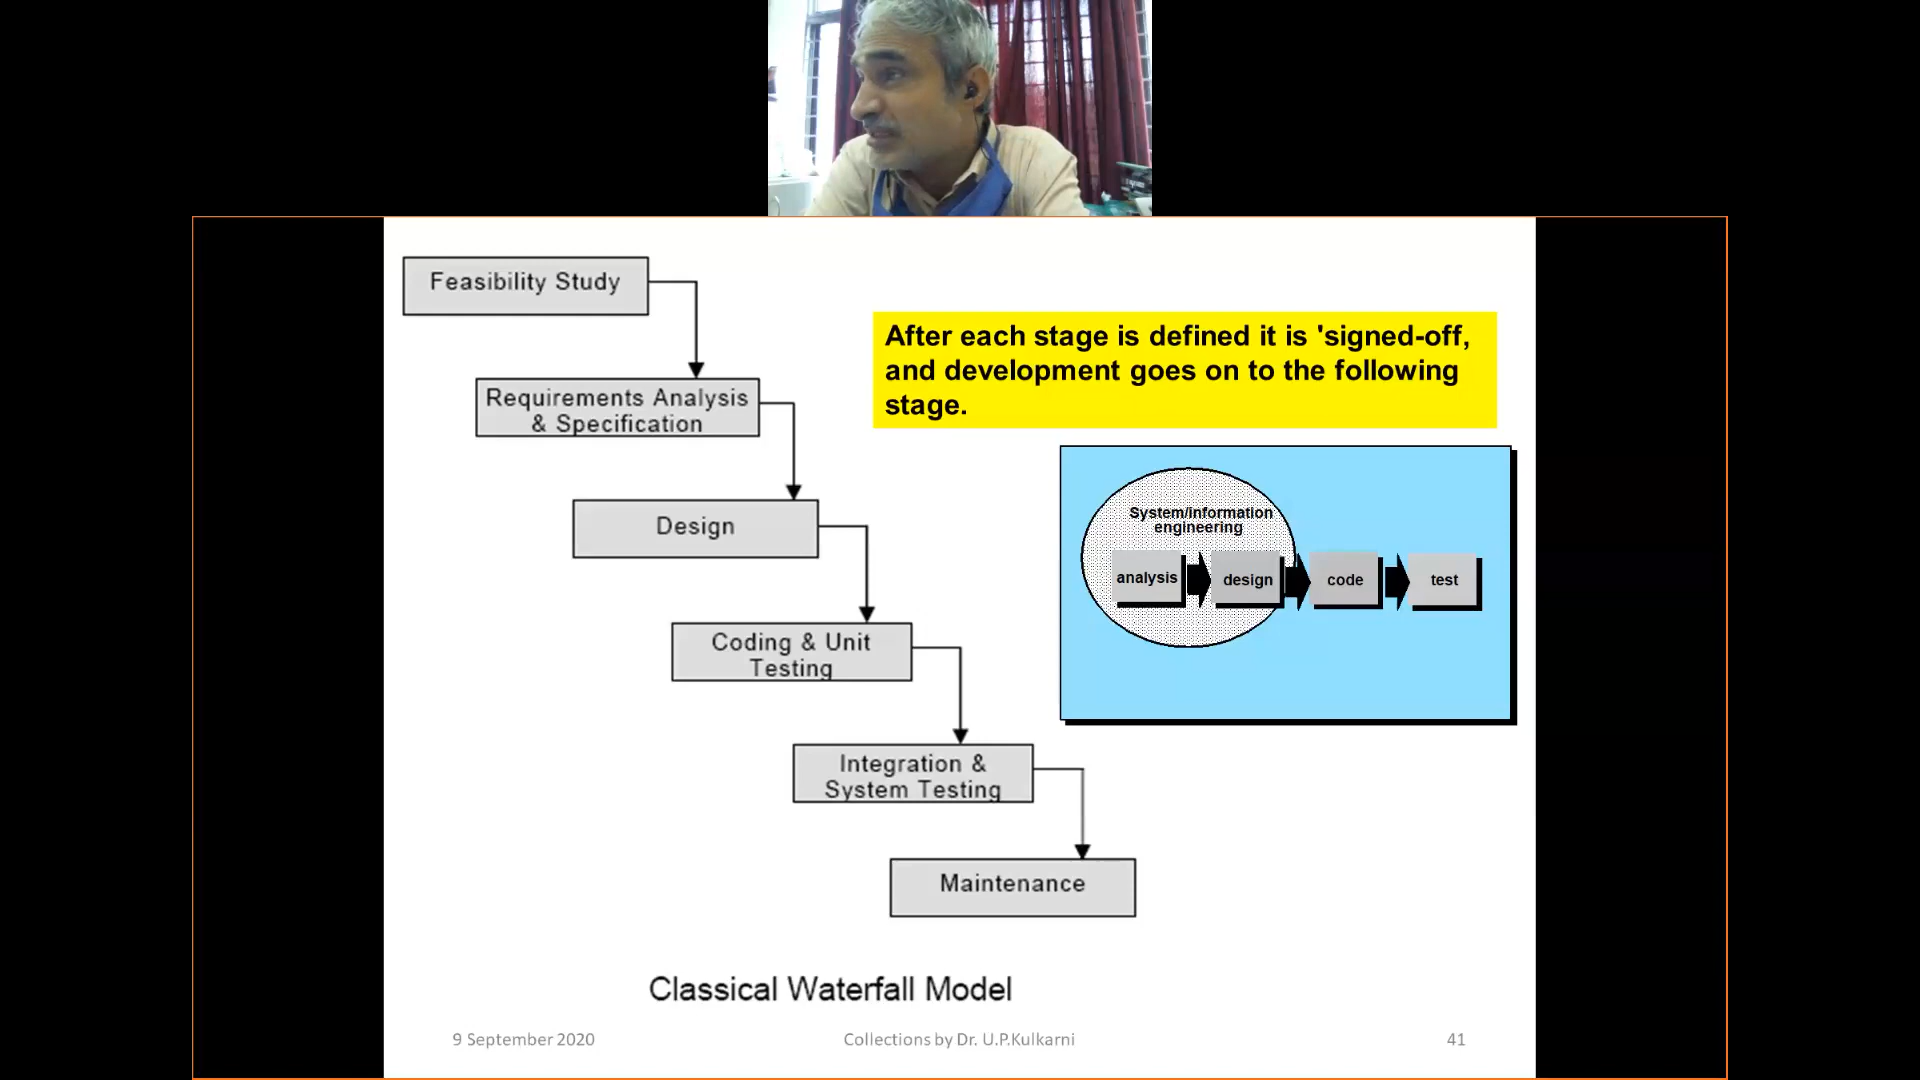 Feasibility Study
Requirements Analysis
& Specification
Design
Coding & Unit
Testing
Integration &
System Testing
Maintenance
After each stage is defined it is 'signed-off,
and development goes on to the following
stage.
System/information
engineering
analysis
design
code
test
Classical Waterfall Model
9 September 2020
Collections by Dr. U.P.Kulkarni
41